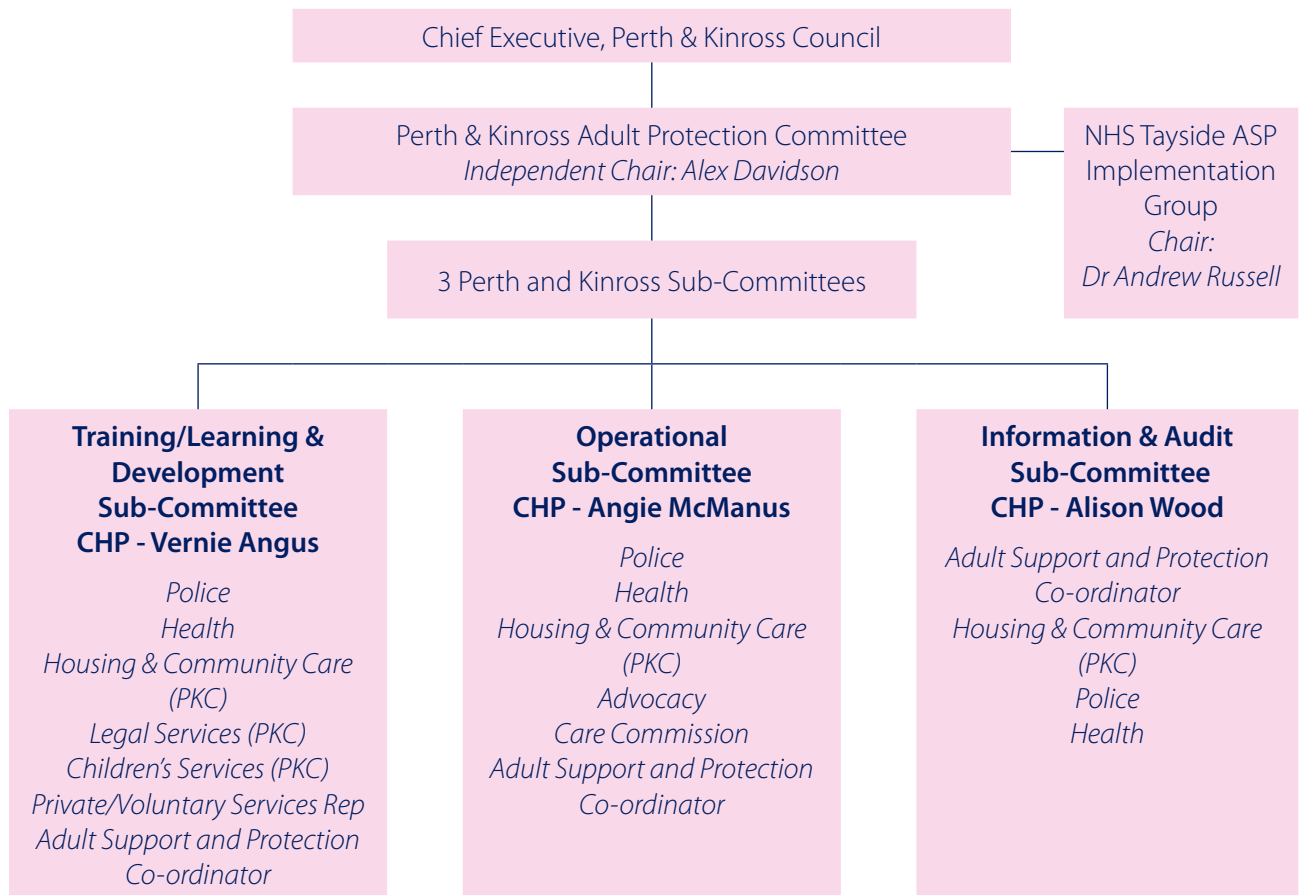 Chief Executive, Perth & Kinross Council
Perth & Kinross Adult Protection Committee
Independent Chair: Alex Davidson
NHS Tayside ASP
Implementation
Group
Chair:
Dr Andrew Russell
3 Perth and Kinross Sub-Committees
Training/Learning &
Development
Sub-Committee
CHP - Vernie Angus
Police
Health
Housing & Community Care
(PKC)
Legal Services (PKC)
Children's Services (PKC)
Private/Voluntary Services Rep
Adult Support and Protection
Co-ordinator
Operational
Sub-Committee
CHP - Angie McManus
Police
Health
Housing & Community Care
(PKC)
Advocacy
Care Commission
Adult Support and Protection
Co-ordinator
Information & Audit
Sub-Committee
CHP - Alison Wood
Adult Support and Protection
Co-ordinator
Housing & Community Care
(PKC)
Police
Health